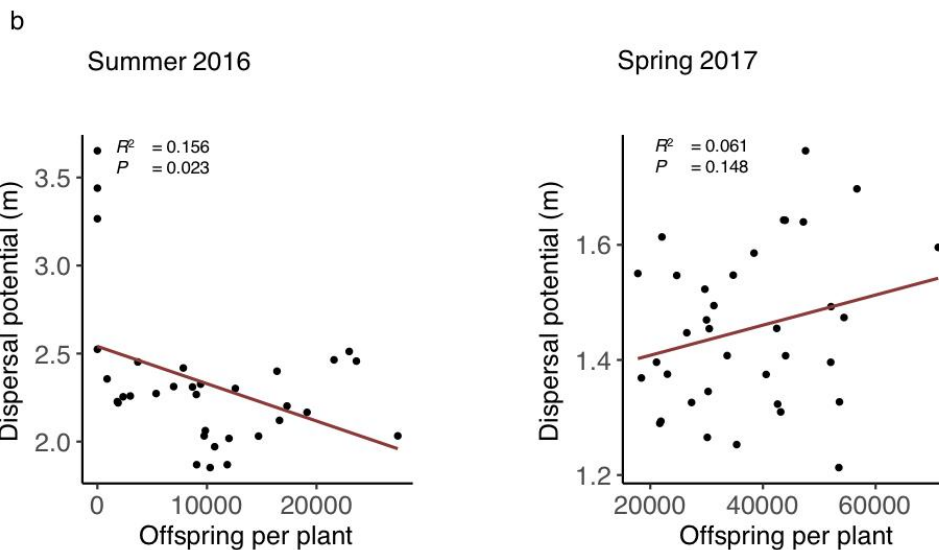 b
Summer 2016
R² = 0.156
P = 0.023
Dispersal potential (m)
3.5
3.0
2.5
2.0
0 10000 20000
Offspring per plant
Spring 2017
R² = 0.061
P = 0.148
Dispersal potential (m)
1.6
1.4
1.2
20000 40000 60000
Offspring per plant